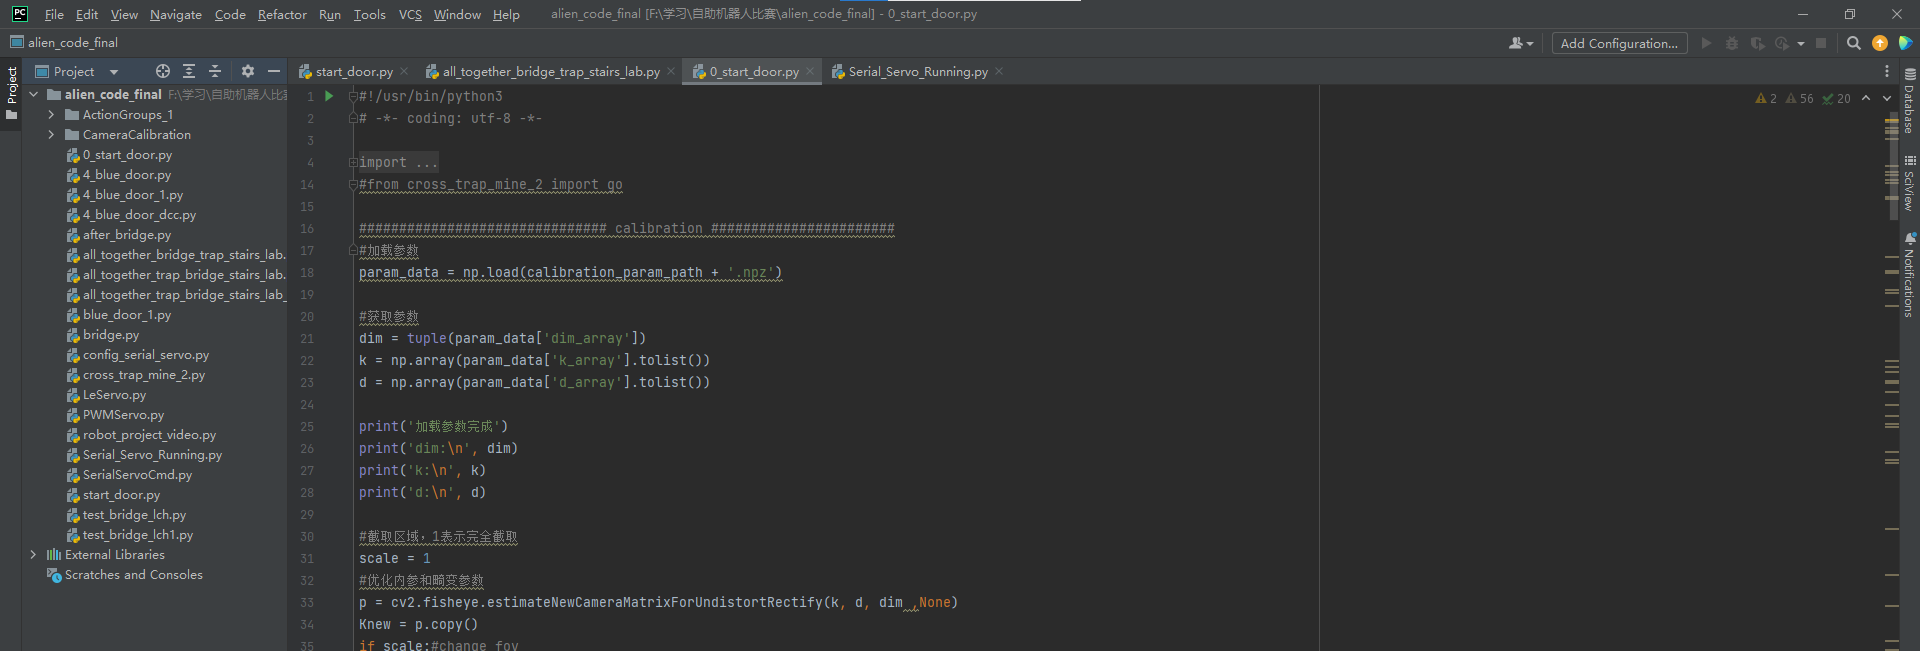 PC File Edit View Navigate Code Refactor Run Tools VCS Window Help alien_code_final [F:\学习\自助机器人比赛\alien_code_final] - 0_start_door.py
alien_code_final Add Configuration...
Project
Project
start_door.py all_together_bridge_trap_stairs_lab.py 0_start_door.py Serial_Servo_Running.py
alien_code_final F:\学习\自助机器人比赛
ActionGroups_1
CameraCalibration
0_start_door.py
4_blue_door.py
4_blue_door_1.py
4_blue_door_dcc.py
after_bridge.py
all_together_bridge_trap_stairs_lab.
all_together_trap_bridge_stairs_lab.
all_together_trap_bridge_stairs_lab_
blue_door_1.py
bridge.py
config_serial_servo.py
cross_trap_mine_2.py
LeServo.py
PWMServo.py
robot_project_video.py
Serial_Servo_Running.py
SerialServoCmd.py
start_door.py
test_bridge_lch.py
test_bridge_lch1.py
External Libraries
Scratches and Consoles
1 #!/usr/bin/python3
2 # -*- coding: utf-8 -*-
3
4 import ...
14 #from cross_trap_mine_2 import go
15
16 ############################### calibration #######################
17 #加载参数
18 param_data = np.load(calibration_param_path + '.npz')
19
20 #获取参数
21 dim = tuple(param_data['dim_array'])
22 k = np.array(param_data['k_array'].tolist())
23 d = np.array(param_data['d_array'].tolist())
24
25 print('加载参数完成')
26 print('dim:\n', dim)
27 print('k:\n', k)
28 print('d:\n', d)
29
30 #截取区域，1表示完全截取
31 scale = 1
32 #优化内参和畸变参数
33 p = cv2.fisheye.estimateNewCameraMatrixForUndistortRectify(k, d, dim ,None)
34 Knew = p.copy()
35 if scale:#change fov
2 56 20
Database
SciView
Notifications